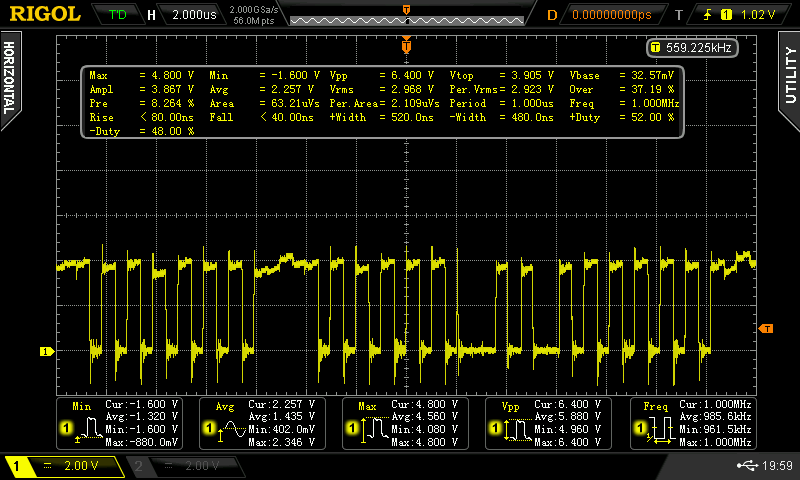 RIGOL T'D H 2.000us 2.000GSa/s D 0.00000000ps T 1 1.02 V
56.0M pts
T
T 559.225kHz
HORIZONTAL
UTILITY
Max = 4.800 V Min = -1.600 V Vpp = 6.400 V Vtop = 3.905 V Vbase = 32.57mV
Ampl = 3.867 V Avg = 2.257 V Vrms = 2.968 V Per.Vrms= 2.923 V Over = 37.19 %
Pre = 8.264 % Area = 63.21uVs Per.Area= 2.109uVs Period = 1.000us Freq = 1.000MHz
Rise < 80.00ns Fall < 40.00ns +Width = 520.0ns -Width = 480.0ns +Duty = 52.00 %
-Duty = 48.00 %
T
1
Min Cur:-1.600 V
Avg:-1.320 V
1 Min:-1.600 V
Max:-880.0mV
Avg Cur:2.257 V
Avg:1.435 V
1 Min:402.0mV
Max:2.346 V
Max Cur:4.800 V
Avg:4.560 V
1 Min:4.080 V
Max:4.800 V
Vpp Cur:6.400 V
Avg:5.880 V
1 Min:4.960 V
Max:6.400 V
Freq Cur:1.000MHz
Avg:985.6kHz
1 Min:961.5kHz
Max:1.000MHz
1 2.00 V 2 2.00 V 19:59